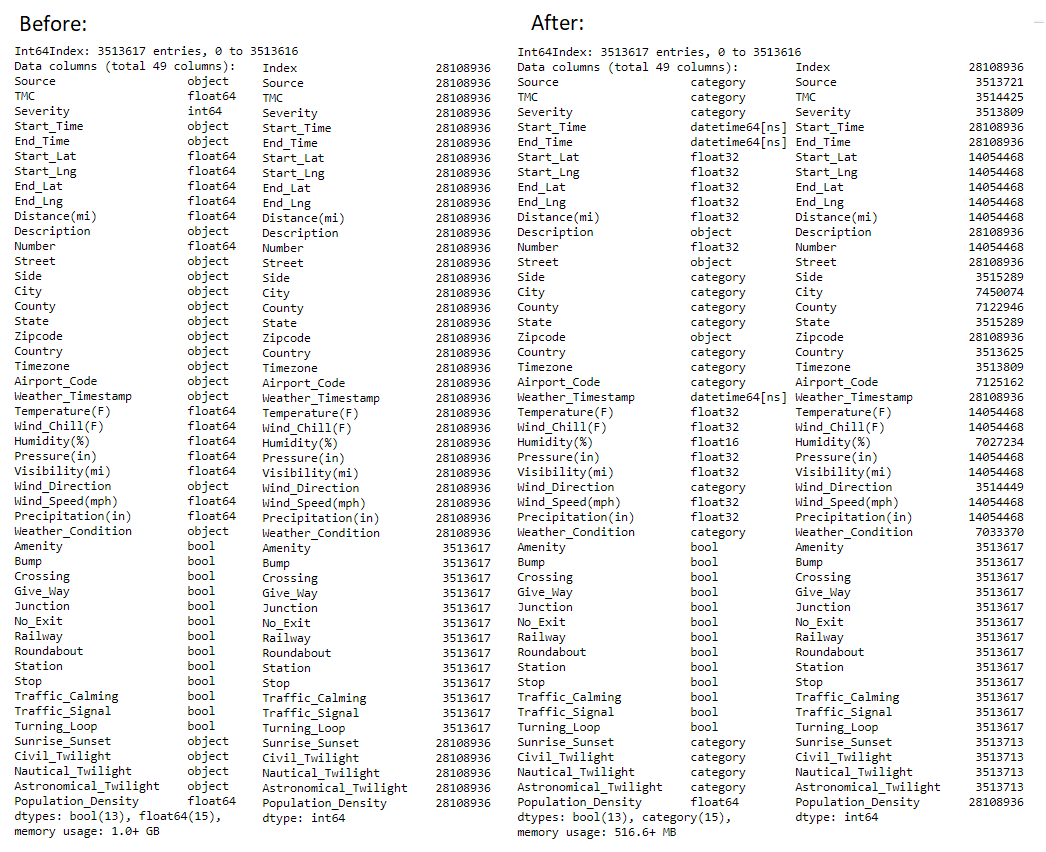 Before:
Int64Index: 3513617 entries, 0 to 3513616
Data columns (total 49 columns):
Source object
TMC float64
Severity int64
Start_Time object
End_Time object
Start_Lat float64
Start_Lng float64
End_Lat float64
End_Lng float64
Distance(mi) float64
Description object
Number float64
Street object
Side object
City object
County object
State object
Zipcode object
Country object
Timezone object
Airport_Code object
Weather_Timestamp object
Temperature(F) float64
Wind_Chill(F) float64
Humidity(%) float64
Pressure(in) float64
Visibility(mi) float64
Wind_Direction object
Wind_Speed(mph) float64
Precipitation(in) float64
Weather_Condition object
Amenity bool
Bump bool
Crossing bool
Give_Way bool
Junction bool
No_Exit bool
Railway bool
Roundabout bool
Station bool
Stop bool
Traffic_Calming bool
Traffic_Signal bool
Turning_Loop bool
Sunrise_Sunset object
Civil_Twilight object
Nautical_Twilight object
Astronomical_Twilight object
Population_Density float64
dtypes: bool(13), float64(15),
memory usage: 1.0+ GB
Index 28108936
Source 28108936
TMC 28108936
Severity 28108936
Start_Time 28108936
End_Time 28108936
Start_Lat 28108936
Start_Lng 28108936
End_Lat 28108936
End_Lng 28108936
Distance(mi) 28108936
Description 28108936
Number 28108936
Street 28108936
Side 28108936
City 28108936
County 28108936
State 28108936
Zipcode 28108936
Country 28108936
Timezone 28108936
Airport_Code 28108936
Weather_Timestamp 28108936
Temperature(F) 28108936
Wind_Chill(F) 28108936
Humidity(%) 28108936
Pressure(in) 28108936
Visibility(mi) 28108936
Wind_Direction 28108936
Wind_Speed(mph) 28108936
Precipitation(in) 28108936
Weather_Condition 28108936
Amenity 3513617
Bump 3513617
Crossing 3513617
Give_Way 3513617
Junction 3513617
No_Exit 3513617
Railway 3513617
Roundabout 3513617
Station 3513617
Stop 3513617
Traffic_Calming 3513617
Traffic_Signal 3513617
Turning_Loop 3513617
Sunrise_Sunset 28108936
Civil_Twilight 28108936
Nautical_Twilight 28108936
Astronomical_Twilight 28108936
Population_Density 28108936
dtype: int64
After:
Int64Index: 3513617 entries, 0 to 3513616
Data columns (total 49 columns):
Source category
TMC category
Severity category
Start_Time datetime64[ns]
End_Time datetime64[ns]
Start_Lat float32
Start_Lng float32
End_Lat float32
End_Lng float32
Distance(mi) float32
Description object
Number float32
Street object
Side category
City category
County category
State category
Zipcode object
Country category
Timezone category
Airport_Code category
Weather_Timestamp datetime64[ns]
Temperature(F) float32
Wind_Chill(F) float32
Humidity(%) float16
Pressure(in) float32
Visibility(mi) float32
Wind_Direction category
Wind_Speed(mph) float32
Precipitation(in) float32
Weather_Condition category
Amenity bool
Bump bool
Crossing bool
Give_Way bool
Junction bool
No_Exit bool
Railway bool
Roundabout bool
Station bool
Stop bool
Traffic_Calming bool
Traffic_Signal bool
Turning_Loop bool
Sunrise_Sunset category
Civil_Twilight category
Nautical_Twilight category
Astronomical_Twilight category
Population_Density float64
dtypes: bool(13), category(15),
memory usage: 516.6+ MB
Index 28108936
Source 3513721
TMC 3514425
Severity 3513809
Start_Time 28108936
End_Time 28108936
Start_Lat 14054468
Start_Lng 14054468
End_Lat 14054468
End_Lng 14054468
Distance(mi) 14054468
Description 28108936
Number 14054468
Street 28108936
Side 3515289
City 7450074
County 7122946
State 3515289
Zipcode 28108936
Country 3513625
Timezone 3513809
Airport_Code 7125162
Weather_Timestamp 28108936
Temperature(F) 14054468
Wind_Chill(F) 14054468
Humidity(%) 7027234
Pressure(in) 14054468
Visibility(mi) 14054468
Wind_Direction 3514449
Wind_Speed(mph) 14054468
Precipitation(in) 14054468
Weather_Condition 7033370
Amenity 3513617
Bump 3513617
Crossing 3513617
Give_Way 3513617
Junction 3513617
No_Exit 3513617
Railway 3513617
Roundabout 3513617
Station 3513617
Stop 3513617
Traffic_Calming 3513617
Traffic_Signal 3513617
Turning_Loop 3513617
Sunrise_Sunset 3513713
Civil_Twilight 3513713
Nautical_Twilight 3513713
Astronomical_Twilight 3513713
Population_Density 28108936
dtype: int64